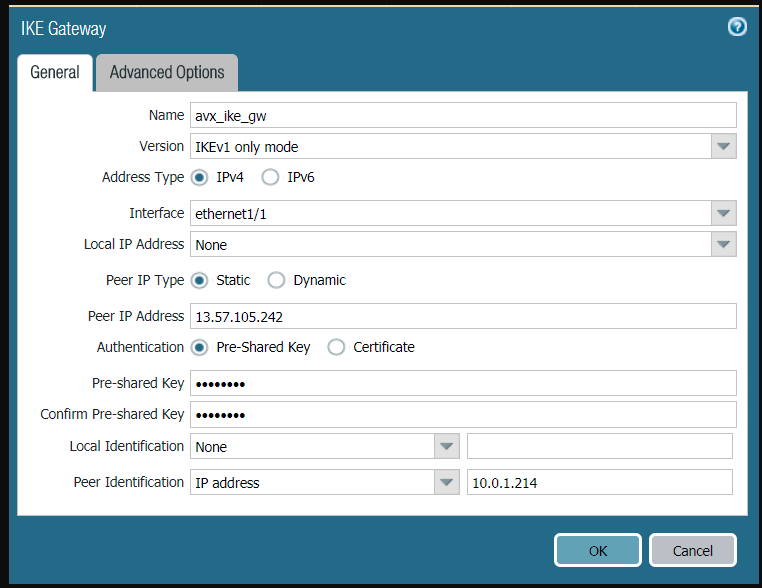 IKE Gateway
General Advanced Options
Name avx_ike_gw
Version IKEv1 only mode
Address Type IPv4 IPv6
Interface ethernet1/1
Local IP Address None
Peer IP Type Static Dynamic
Peer IP Address 13.57.105.242
Authentication Pre-Shared Key Certificate
Pre-shared Key ••••••••
Confirm Pre-shared Key ••••••••
Local Identification None
Peer Identification IP address 10.0.1.214
OK Cancel